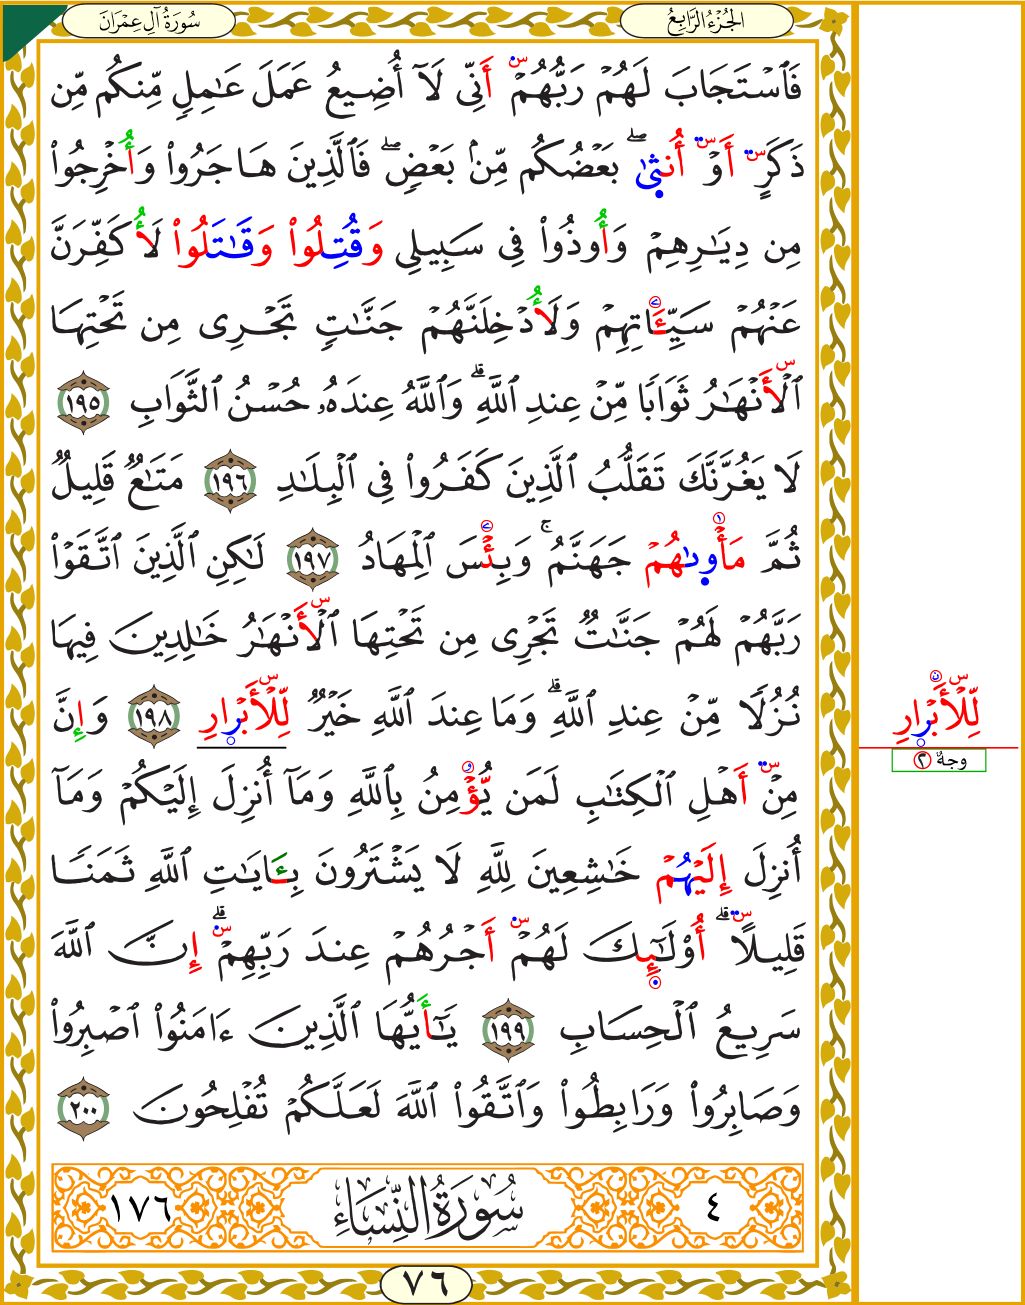 سُورَةُ آلِ عِمْرَانَ
الجُزْءُ الرَّابِعُ
فَٱسْتَجَابَ لَهُمْ رَبُّهُمْ أَنِّى لَآ أُضِيعُ عَمَلَ عَٰمِلٍ مِّنكُم مِّن
ذَكَرٍ أَوْ أُنثَىٰۖ بَعْضُكُم مِّنۢ بَعْضٍۖ فَٱلَّذِينَ هَاجَرُوا۟ وَأُخْرِجُوا۟
مِن دِيَٰرِهِمْ وَأُوذُوا۟ فِى سَبِيلِى وَقُتِلُوا۟ وَقَٰتَلُوا۟ لَأُكَفِّرَنَّ
عَنْهُمْ سَيِّـَٔاتِهِمْ وَلَأُدْخِلَنَّهُمْ جَنَّٰتٍ تَجْرِى مِن تَحْتِهَا
ٱلْأَنْهَٰرُ ثَوَابًا مِّنْ عِندِ ٱللَّهِۗ وَٱللَّهُ عِندَهُۥ حُسْنُ ٱلثَّوَابِ ١٩٥
لَا يَغُرَّنَّكَ تَقَلُّبُ ٱلَّذِينَ كَفَرُوا۟ فِى ٱلْبِلَٰدِ ١٩٦ مَتَٰعٌ قَلِيلٌ
ثُمَّ مَأْوَىٰهُمْ جَهَنَّمُۚ وَبِئْسَ ٱلْمِهَادُ ١٩٧ لَٰكِنِ ٱلَّذِينَ ٱتَّقَوْا۟
رَبَّهُمْ لَهُمْ جَنَّٰتٌ تَجْرِى مِن تَحْتِهَا ٱلْأَنْهَٰرُ خَٰلِدِينَ فِيهَا
نُزُلًا مِّنْ عِندِ ٱللَّهِۗ وَمَا عِندَ ٱللَّهِ خَيْرٌ لِّلْأَبْرَارِ ١٩٨ وَإِنَّ
مِنْ أَهْلِ ٱلْكِتَٰبِ لَمَن يُؤْمِنُ بِٱللَّهِ وَمَآ أُنزِلَ إِلَيْكُمْ وَمَآ
أُنزِلَ إِلَيْهُمْ خَٰشِعِينَ لِلَّهِ لَا يَشْتَرُونَ بِـَٔايَٰتِ ٱللَّهِ ثَمَنًا
قَلِيلًاۗ أُو۟لَٰٓئِكَ لَهُمْ أَجْرُهُمْ عِندَ رَبِّهِمْۗ إِنَّ ٱللَّهَ
سَرِيعُ ٱلْحِسَابِ ١٩٩ يَٰٓأَيُّهَا ٱلَّذِينَ ءَامَنُوا۟ ٱصْبِرُوا۟
وَصَابِرُوا۟ وَرَابِطُوا۟ وَٱتَّقُوا۟ ٱللَّهَ لَعَلَّكُمْ تُفْلِحُونَ ٢٠٠
٤ سُورَةُ النِّسَاءِ ١٧٦
٧٦
لِّلْأَبْرَارِ
وجهٌ ٢